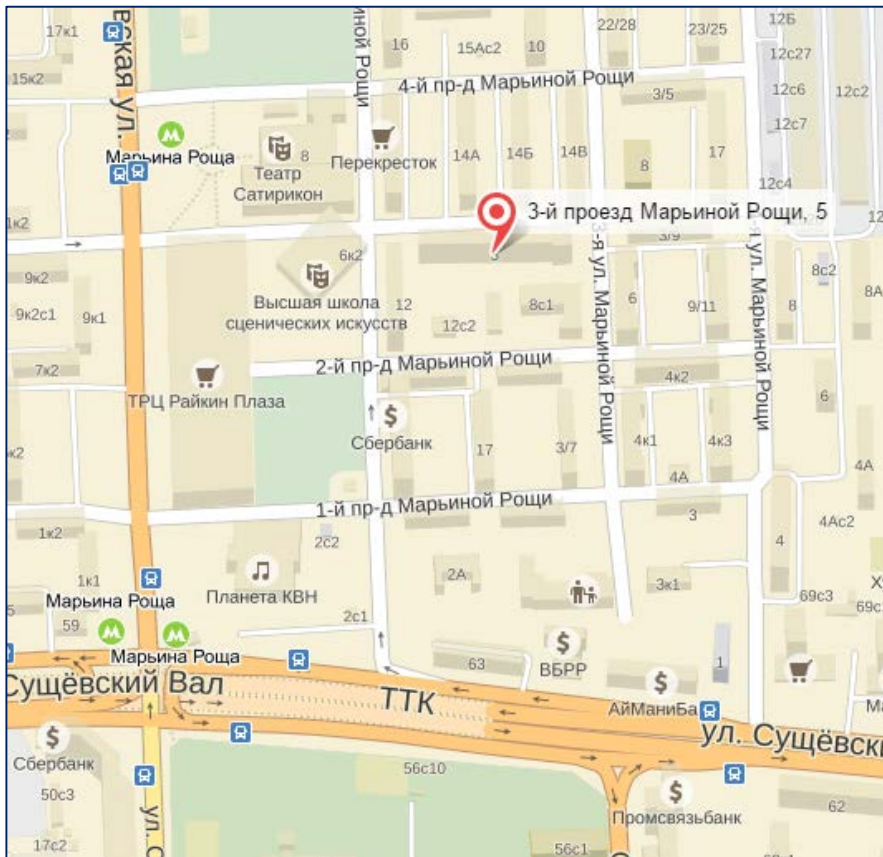 17к1
вская ул.
иной Рощи
16
15Ас2
10
22/28
23/25
12Б
12с27
15к2
4-й пр-д Марьиной Рощи
3/5
12с6
12с2
12с7
Марьина Роща
Театр
Сатирикон
8
Перекресток
14А
14Б
14В
8
17
12с4
1к2
3-й проезд Марьиной Рощи, 5
3/9
6к2
9к2
Высшая школа
сценических искусств
12
12с2
8с1
3-я ул. Марьиной Рощи
6
9/11
я ул. Марьиной Рощи
8
8с2
8А
9к2с1
9к1
7к2
2-й пр-д Марьиной Рощи
4к2
ТРЦ Райкин Плаза
Сбербанк
17
3/7
4к1
4к3
6
4А
4А
1-й пр-д Марьиной Рощи
3
4Ас2
1к2
2с2
4
1к1
Планета КВН
2А
3к1
69с3
Марьина Роща
59
2с1
Марьина Роща
63
ВБРР
1
Сущёвский Вал
ТТК
АйМаниБа
ул. Сущёвски
Сбербанк
56с10
50с3
Промсвязьбанк
62
17с2
56с1